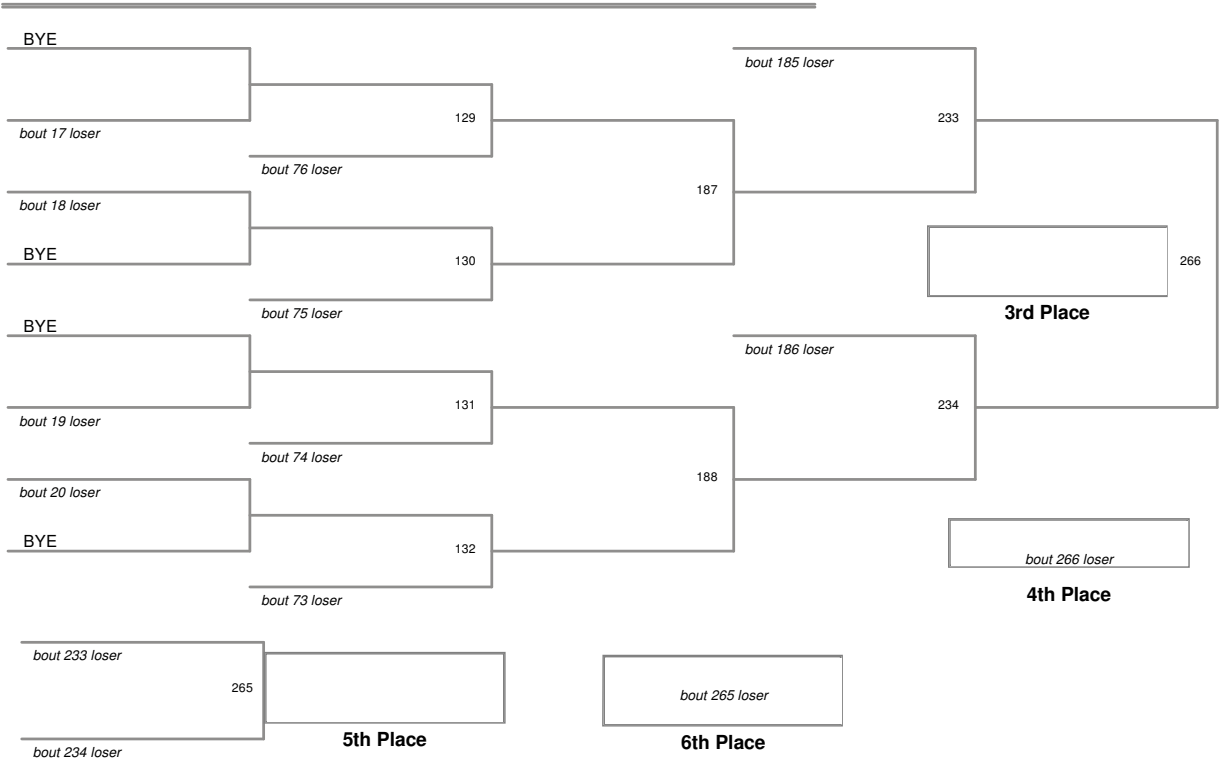 BYE
bout 185 loser
129
233
bout 17 loser
bout 76 loser
187
bout 18 loser
BYE
130
266
bout 75 loser
3rd Place
BYE
bout 186 loser
131
234
bout 19 loser
bout 74 loser
188
bout 20 loser
BYE
132
bout 266 loser
4th Place
bout 73 loser
bout 233 loser
265
bout 265 loser
5th Place
6th Place
bout 234 loser